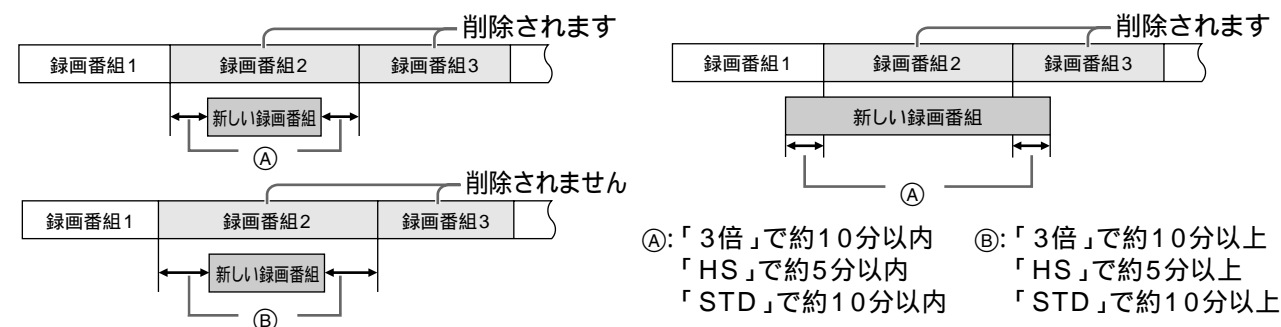 削除されます
録画番組1 録画番組2 録画番組3
新しい録画番組
Ⓐ
削除されません
録画番組1 録画番組2 録画番組3
新しい録画番組
Ⓑ
削除されます
録画番組1 録画番組2 録画番組3
新しい録画番組
Ⓐ
Ⓐ:「3倍」で約10分以内
「HS」で約5分以内
「STD」で約10分以内
Ⓑ:「3倍」で約10分以上
「HS」で約5分以上
「STD」で約10分以上